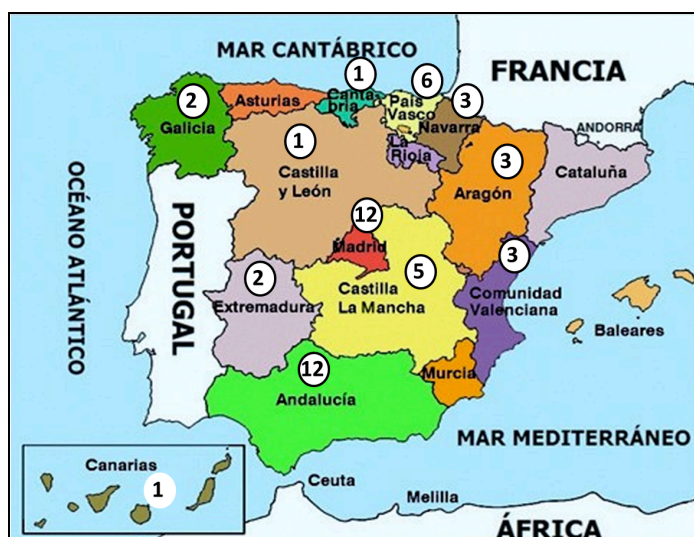 MAR CANTÁBRICO
FRANCIA
1
6
3
2
Asturias
Canta
bria
País
Vasco
Galicia
Navarra
ANDORRA
1
La
Rioja
3
Castilla
y León
Aragón
Cataluña
OCÉANO ATLÁNTICO
PORTUGAL
12
Madrid
5
3
2
Castilla
La Mancha
Extremadura
Comunidad
Valenciana
Baleares
12
Murcia
Andalucía
MAR MEDITERRÁNEO
Canarias
1
Ceuta
Melilla
ÁFRICA